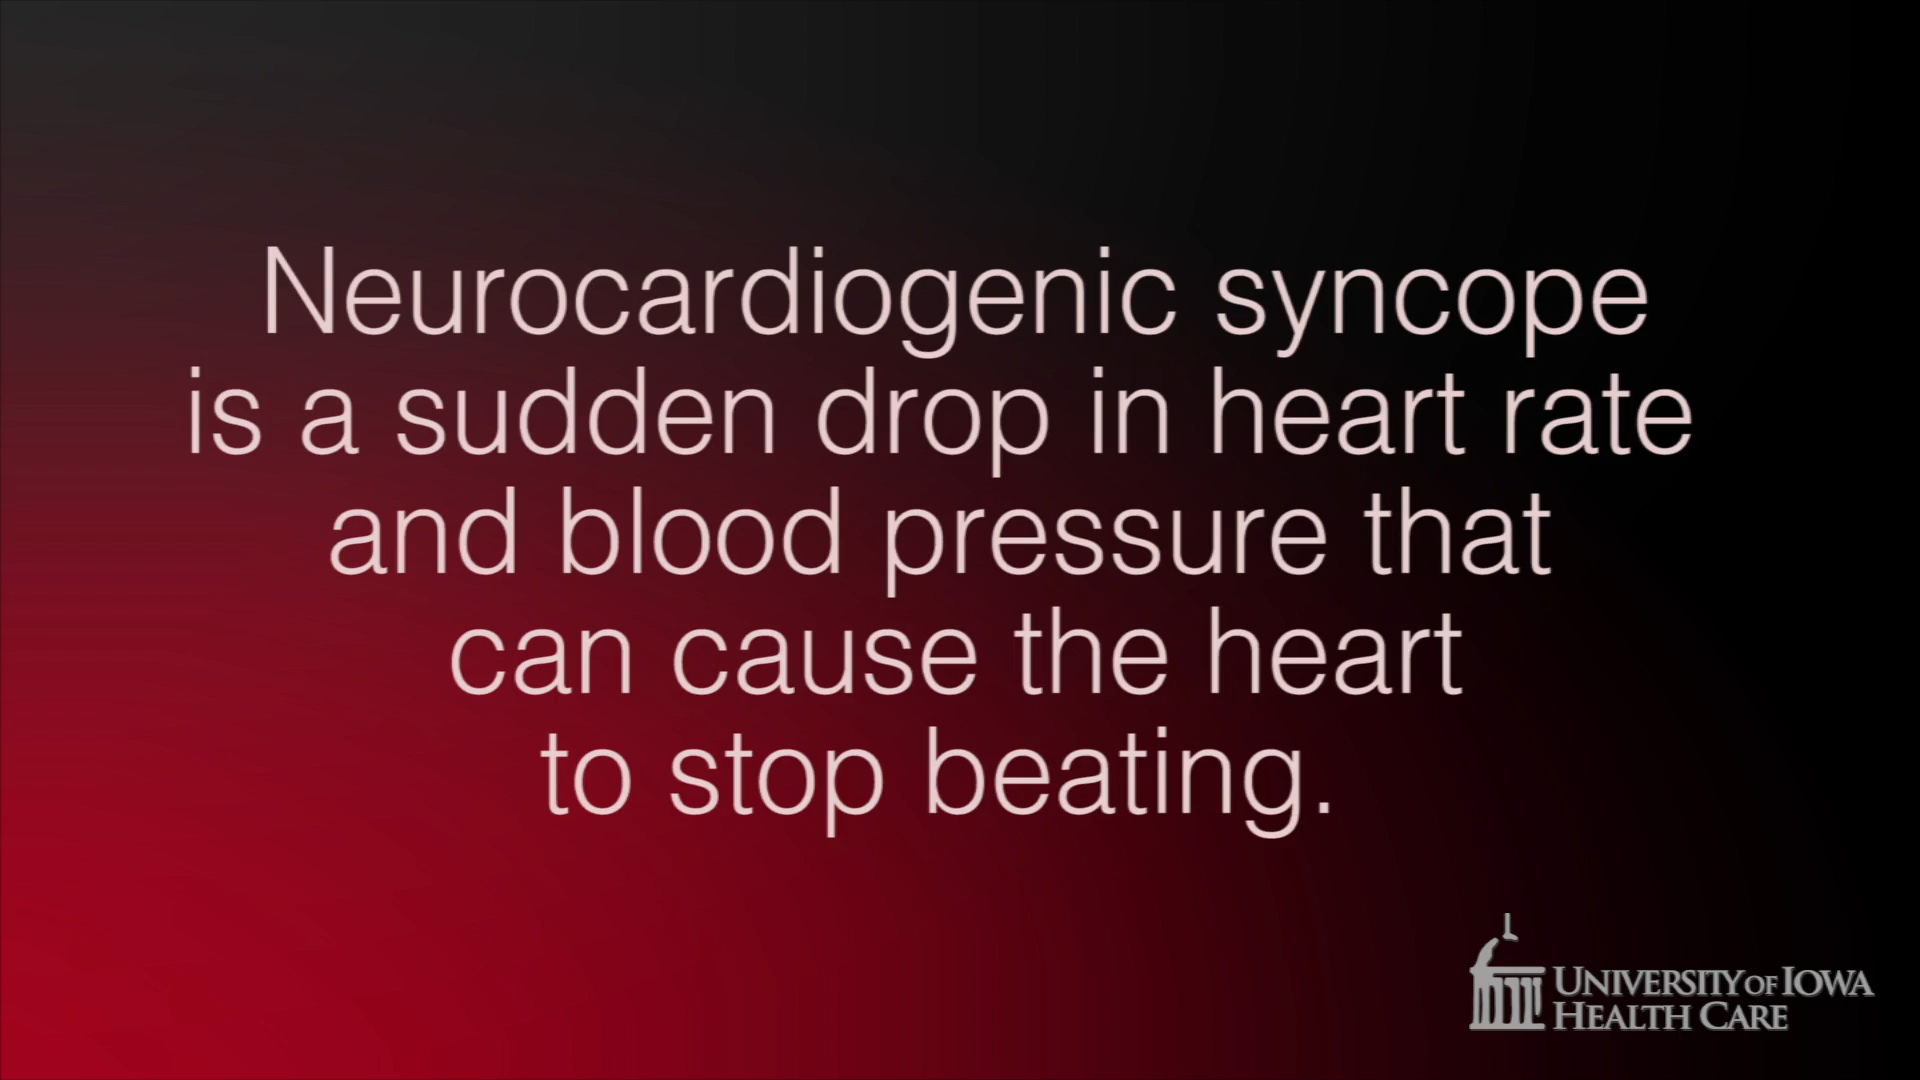 Neurocardiogenic syncope
is a sudden drop in heart rate
and blood pressure that
can cause the heart
to stop beating.
UNIVERSITY OF IOWA
HEALTH CARE